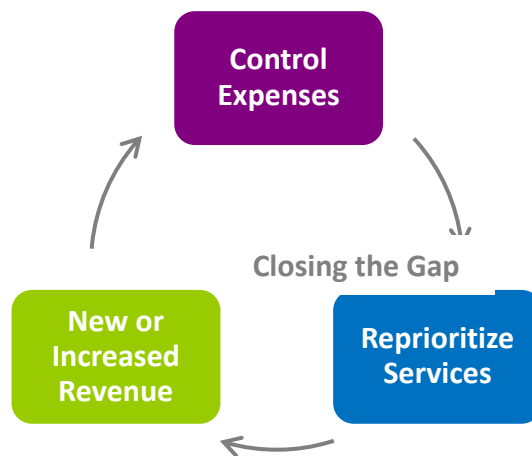 Control
Expenses
Closing the Gap
New or
Increased
Revenue
Reprioritize
Services